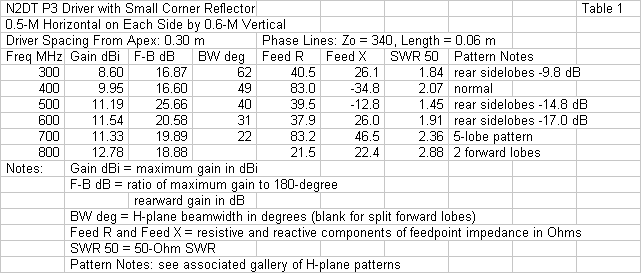 N2DT P3 Driver with Small Corner Reflector Table 1
0.5-M Horizontal on Each Side by 0.6-M Vertical
Driver Spacing From Apex: 0.30 m Phase Lines: Zo = 340, Length = 0.06 m
Freq MHz Gain dBi F-B dB BW deg Feed R Feed X SWR 50 Pattern Notes
300 8.60 16.87 62 40.5 26.1 1.84 rear sidelobes -9.8 dB
400 9.95 16.60 49 83.0 -34.8 2.07 normal
500 11.19 25.66 40 39.5 -12.8 1.45 rear sidelobes -14.8 dB
600 11.54 20.58 31 37.9 26.0 1.91 rear sidelobes -17.0 dB
700 11.33 19.89 22 83.2 46.5 2.36 5-lobe pattern
800 12.78 18.88 21.5 22.4 2.88 2 forward lobes
Notes: Gain dBi = maximum gain in dBi
F-B dB = ratio of maximum gain to 180-degree
rearward gain in dB
BW deg = H-plane beamwidth in degrees (blank for split forward lobes)
Feed R and Feed X = resistive and reactive components of feedpoint impedance in Ohms
SWR 50 = 50-Ohm SWR
Pattern Notes: see associated gallery of H-plane patterns